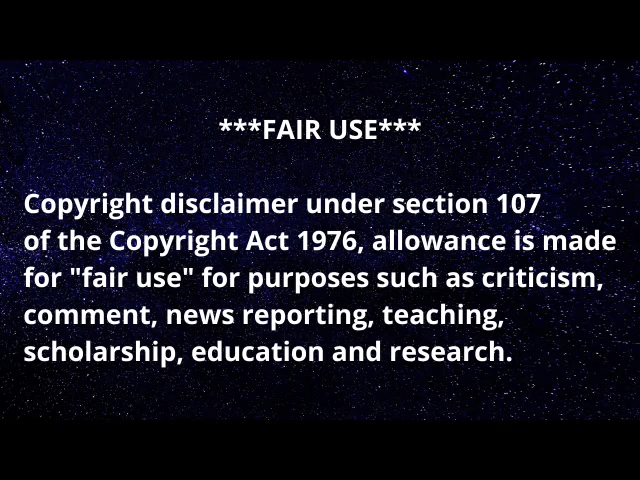 ***FAIR USE***
Copyright disclaimer under section 107
of the Copyright Act 1976, allowance is made
for "fair use" for purposes such as criticism,
comment, news reporting, teaching,
scholarship, education and research.